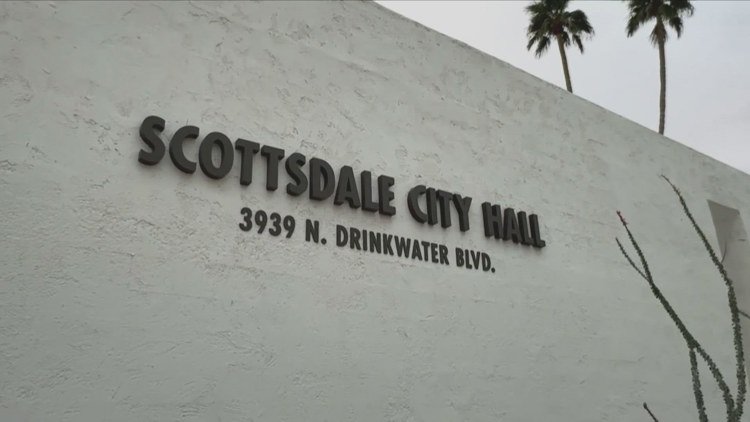 SCOTTSDALE CITY HALL
3939 N. DRINKWATER BLVD.